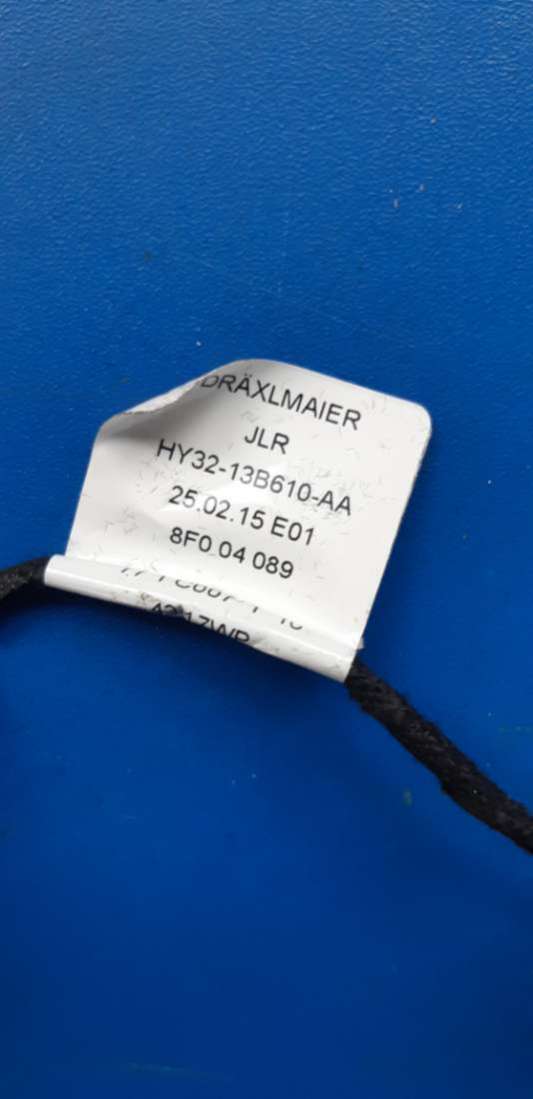 DRÄXLMAIER
JLR
HY32-13B610-AA
25.02.15 E01
8F0 04 089